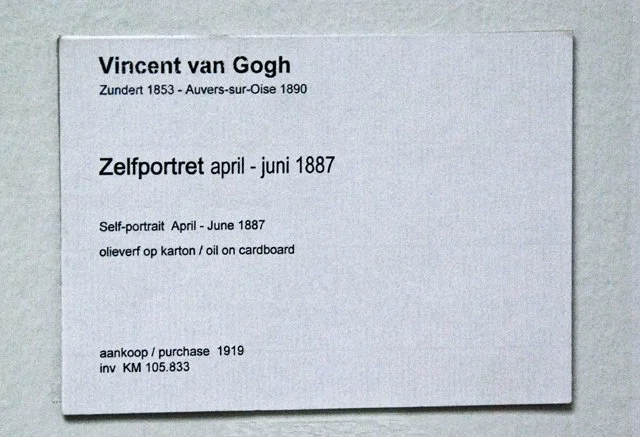 Vincent van Gogh
Zundert 1853 - Auvers-sur-Oise 1890
Zelfportret april - juni 1887
Self-portrait April - June 1887
olieverf op karton / oil on cardboard
aankoop / purchase 1919
inv KM 105.833